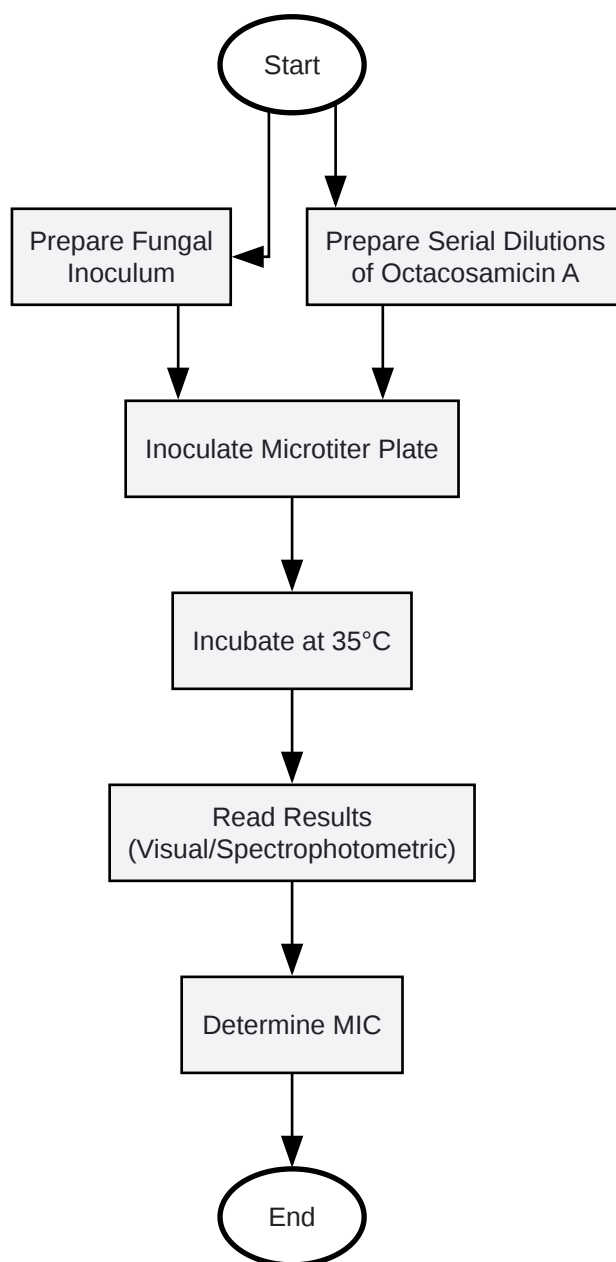 Start
Prepare Fungal
Inoculum
Prepare Serial Dilutions
of Octacosamicin A
Inoculate Microtiter Plate
Incubate at 35°C
Read Results
(Visual/Spectrophotometric)
Determine MIC
End